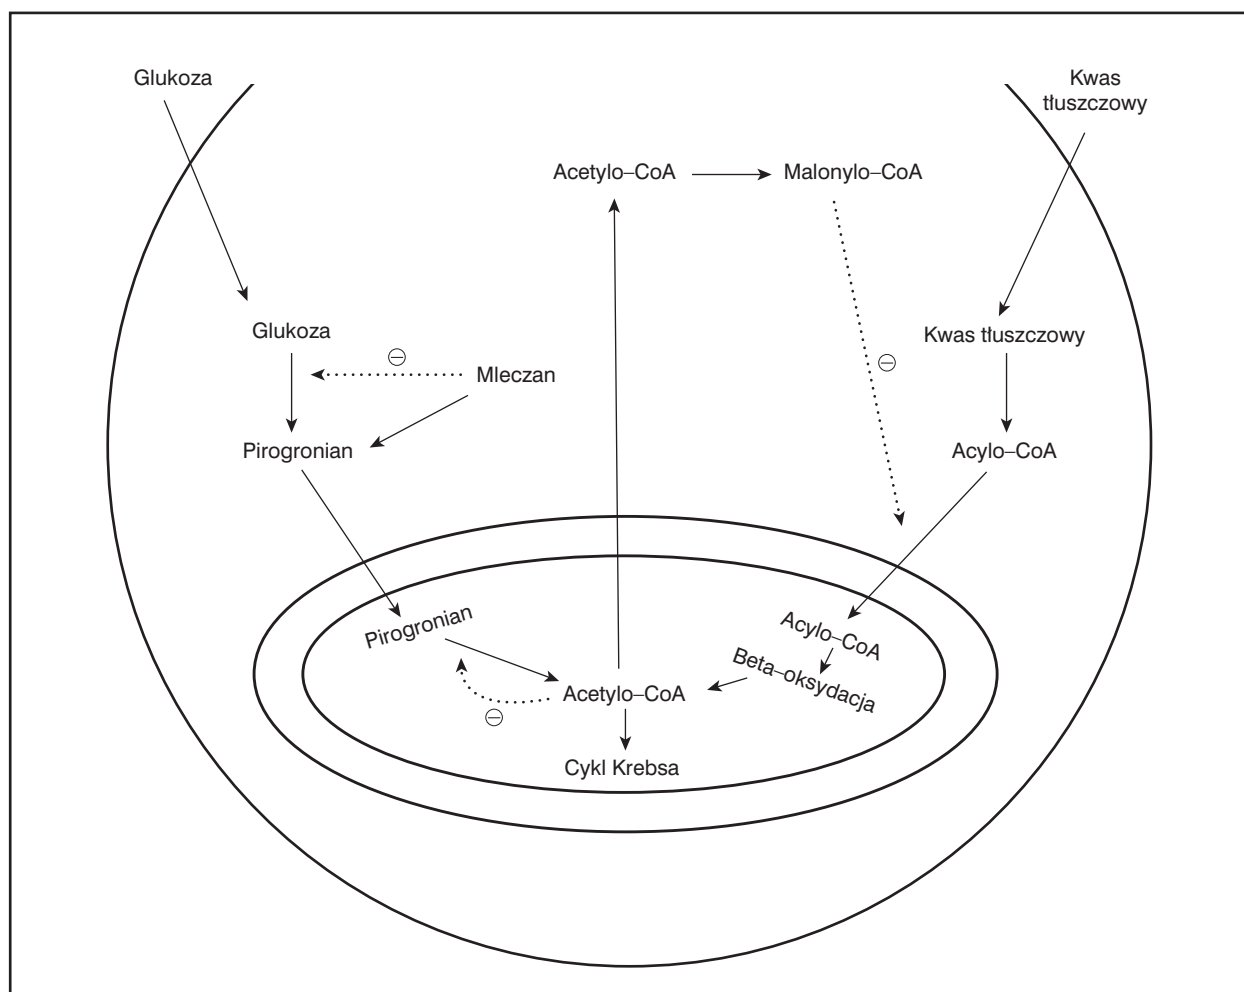 Glukoza
Kwas
tłuszczowy
Acetylo–CoA
Malonylo–CoA
Glukoza
Kwas tłuszczowy
Mleczan
Pirogronian
Acylo–CoA
Pirogronian
Acylo–CoA
Beta–oksydacja
Acetylo–CoA
Cykl Krebsa